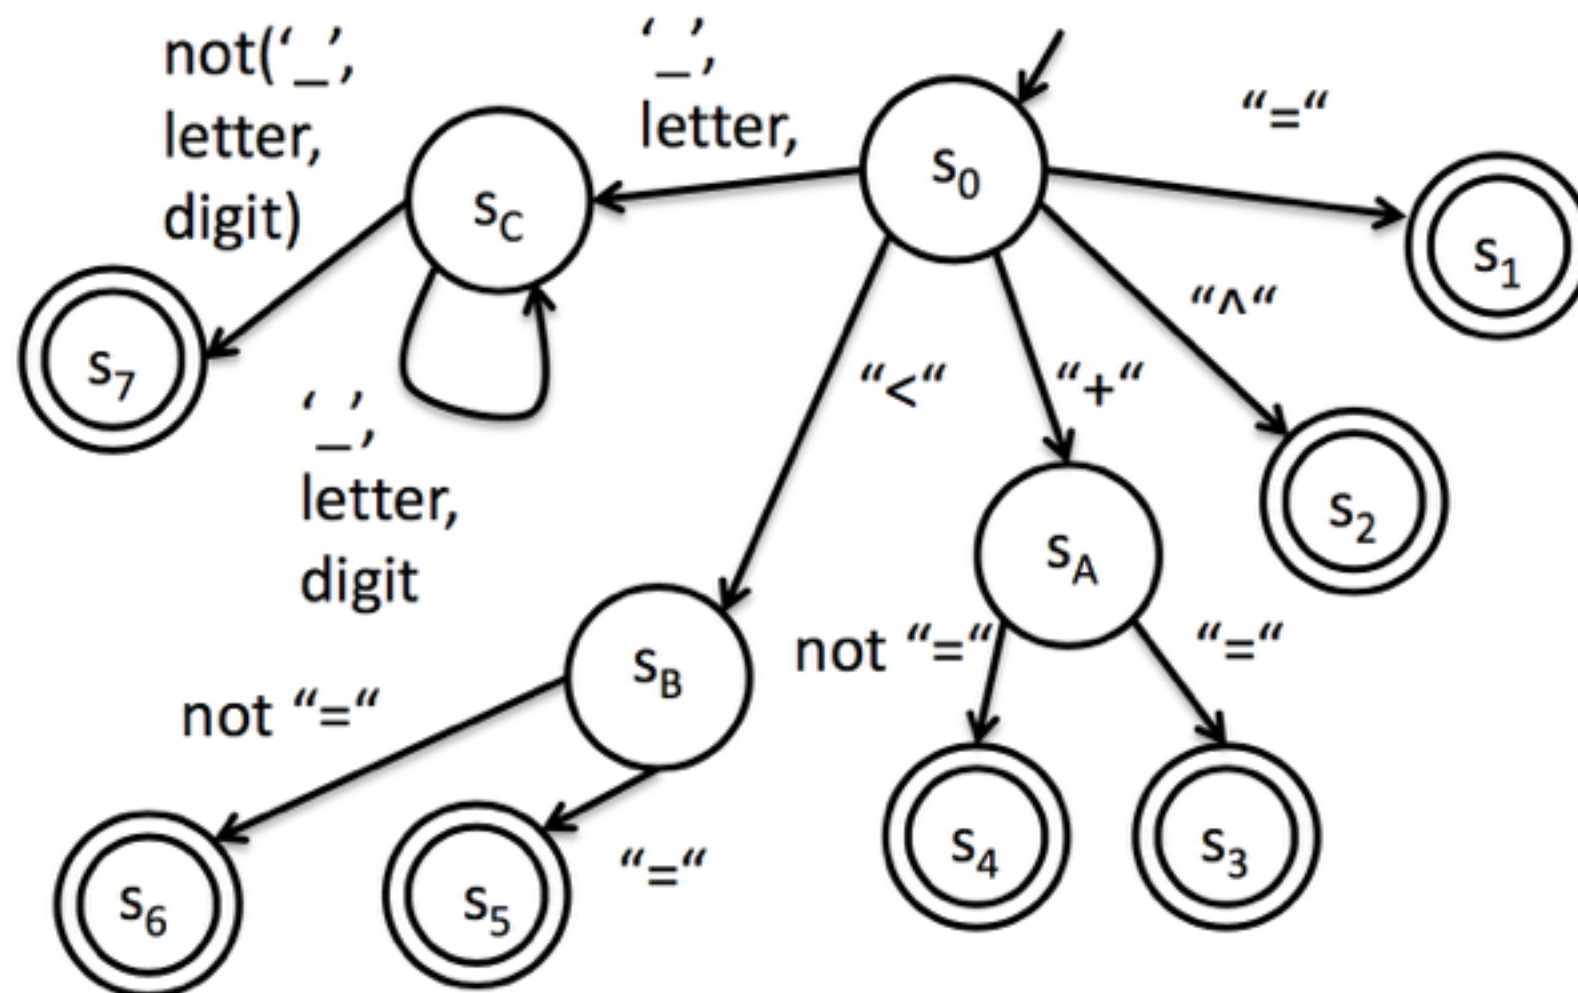 not(‘_’,
letter,
digit)
‘_’,
letter,
“=“
s0
sC
s1
“^“
s7
“<“
“+“
‘_’,
letter,
digit
s2
sA
not “=“
“=“
sB
not “=“
s4
s3
“=“
s6
s5